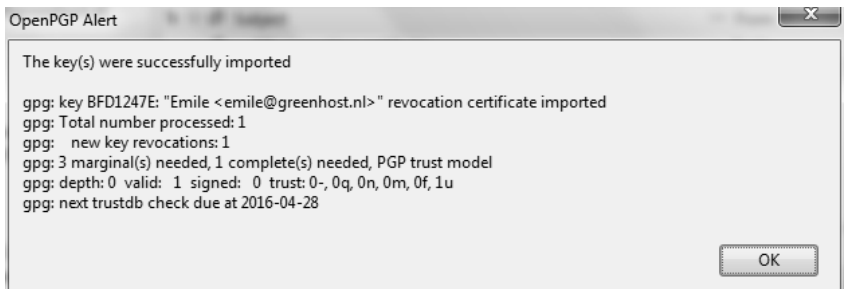 OpenPGP Alert
Subject
The key(s) were successfully imported
gpg: key BFD1247E: "Emile <emile@greenhost.nl>" revocation certificate imported
gpg: Total number processed: 1
gpg:    new key revocations: 1
gpg: 3 marginal(s) needed, 1 complete(s) needed, PGP trust model
gpg: depth: 0  valid:   1  signed:   0  trust: 0-, 0q, 0n, 0m, 0f, 1u
gpg: next trustdb check due at 2016-04-28
OK